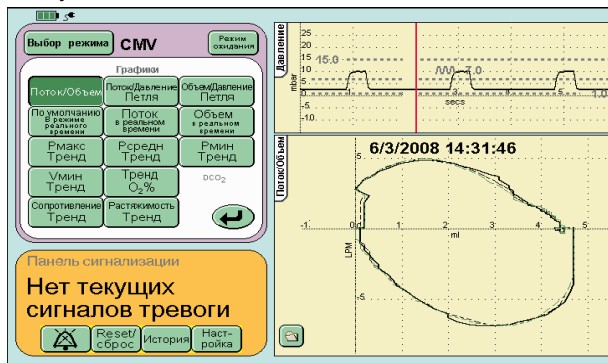 Выбор режима
CMV
Режим
ожидания
Графики
Поток/Объем
Поток/Давление
Петля
Объем/Давление
Петля
По умолчанию
В режиме
реального
времени
Поток
в реальном
времени
Объем
в реальном
времени
Pмакс
Тренд
Pсредн
Тренд
Pмин
Тренд
Vмин
Тренд
Тренд
O₂%
DCO₂
Сопротивление
Тренд
Растяжимость
Тренд
Панель сигнализации
Нет текущих
сигналов тревоги
Reset/
сброс
История
Наст-
ройка
Давление
mbar
25
20
15.0
10
5
-5
-10
7.0
1.0
secs
Поток/Объем
6/3/2008 14:31:46
5
-1
0
1
2
3
4
5
ml
LPM
-5